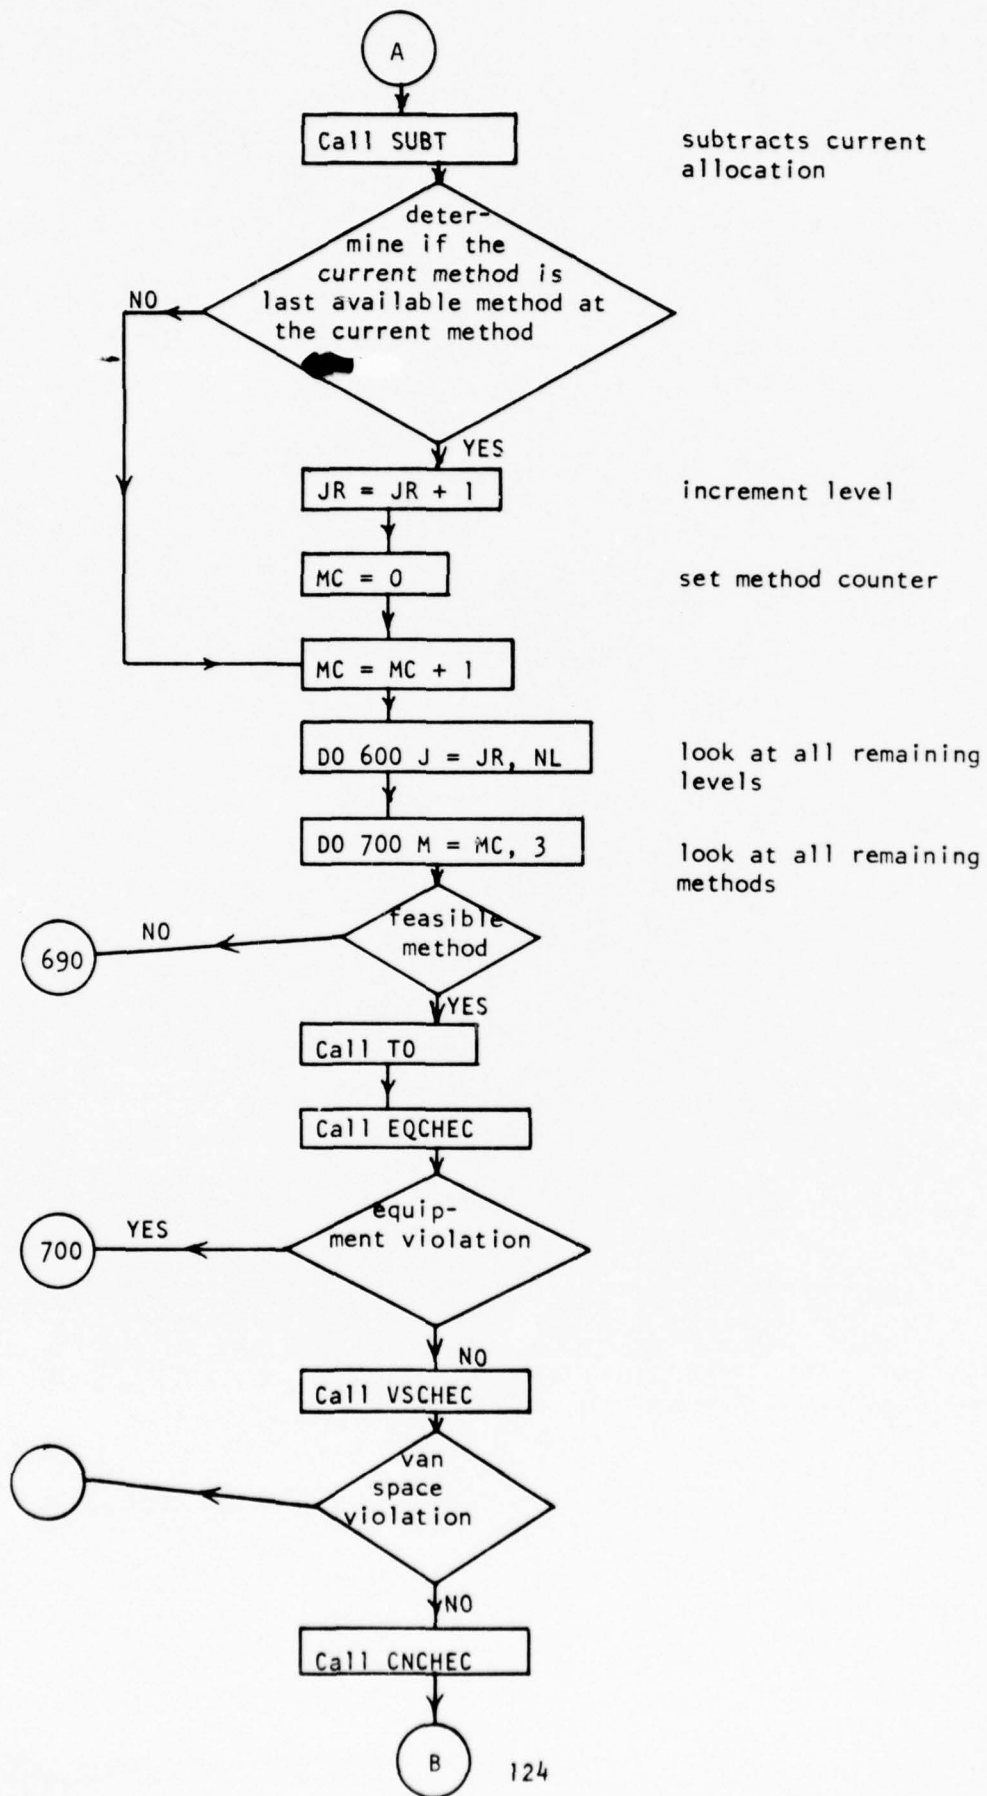 A
Call SUBT
subtracts current
allocation
deter-
mine if the
current method is
last available method at
the current method
NO
YES
JR = JR + 1
increment level
MC = 0
set method counter
MC = MC + 1
DO 600 J = JR, NL
look at all remaining
levels
DO 700 M = MC, 3
look at all remaining
methods
feasible
method
NO
690
YES
Call TO
Call EQCHEC
equip-
ment violation
YES
700
NO
Call VSCHEC
van
space
violation
NO
Call CNCHEC
B
124